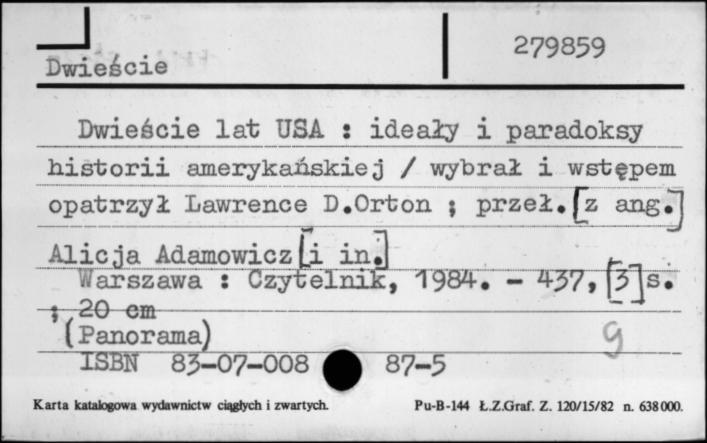 279859
Dwieście
Dwieście lat USA : ideały i paradoksy
historii amerykańskiej / wybrał i wstępem
opatrzył Lawrence D.Orton ; przeł. [z ang.]
Alicja Adamowicz [i in.]
Warszawa : Czytelnik, 1984. - 437, [3] s.
; 20 cm
(Panorama)
9
ISBN 83-07-008 87-5
Karta katalogowa wydawnictw ciągłych i zwartych. Pu-B-144 Ł.Z.Graf. Z. 120/15/82 n. 638000.